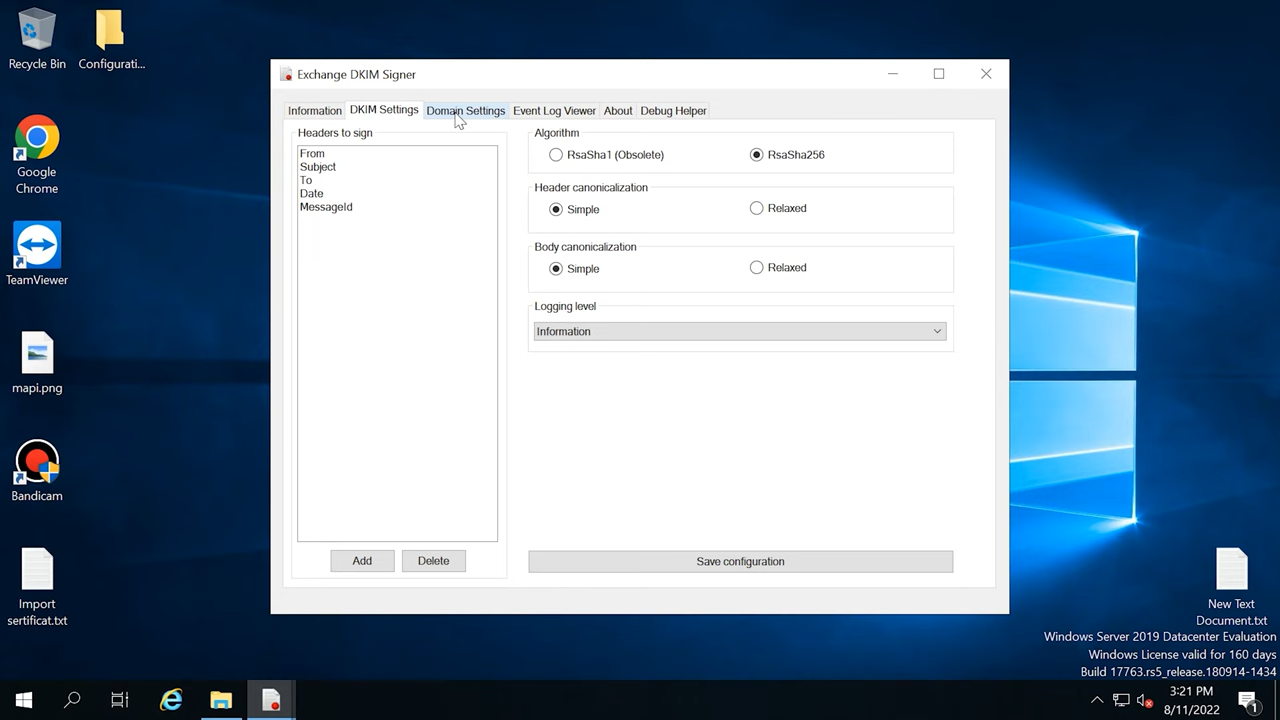 Recycle Bin
Configurati...
Google
Chrome
TeamViewer
mapi.png
Bandicam
Import
sertificat.txt
Exchange DKIM Signer
Information
DKIM Settings
Domain Settings
Event Log Viewer
About
Debug Helper
Headers to sign
From
Subject
To
Date
MessageId
Add
Delete
Algorithm
RsaSha1 (Obsolete)
RsaSha256
Header canonicalization
Simple
Relaxed
Body canonicalization
Simple
Relaxed
Logging level
Information
Save configuration
New Text
Document.txt
Windows Server 2019 Datacenter Evaluation
Windows License valid for 160 days
Build 17763.rs5_release.180914-1434
3:21 PM
8/11/2022
1